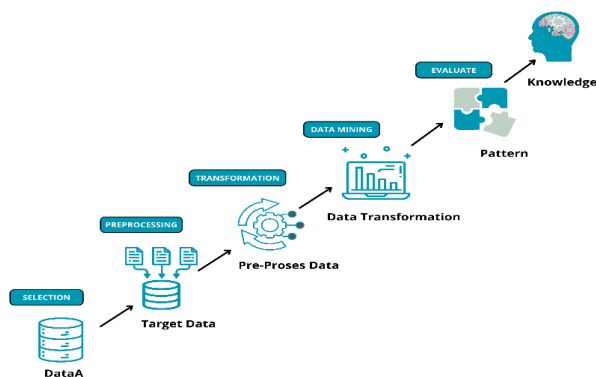 EVALUATE
Knowledge
DATA MINING
Pattern
TRANSFORMATION
Data Transformation
PREPROCESSING
Pre-Proses Data
SELECTION
Target Data
DataA